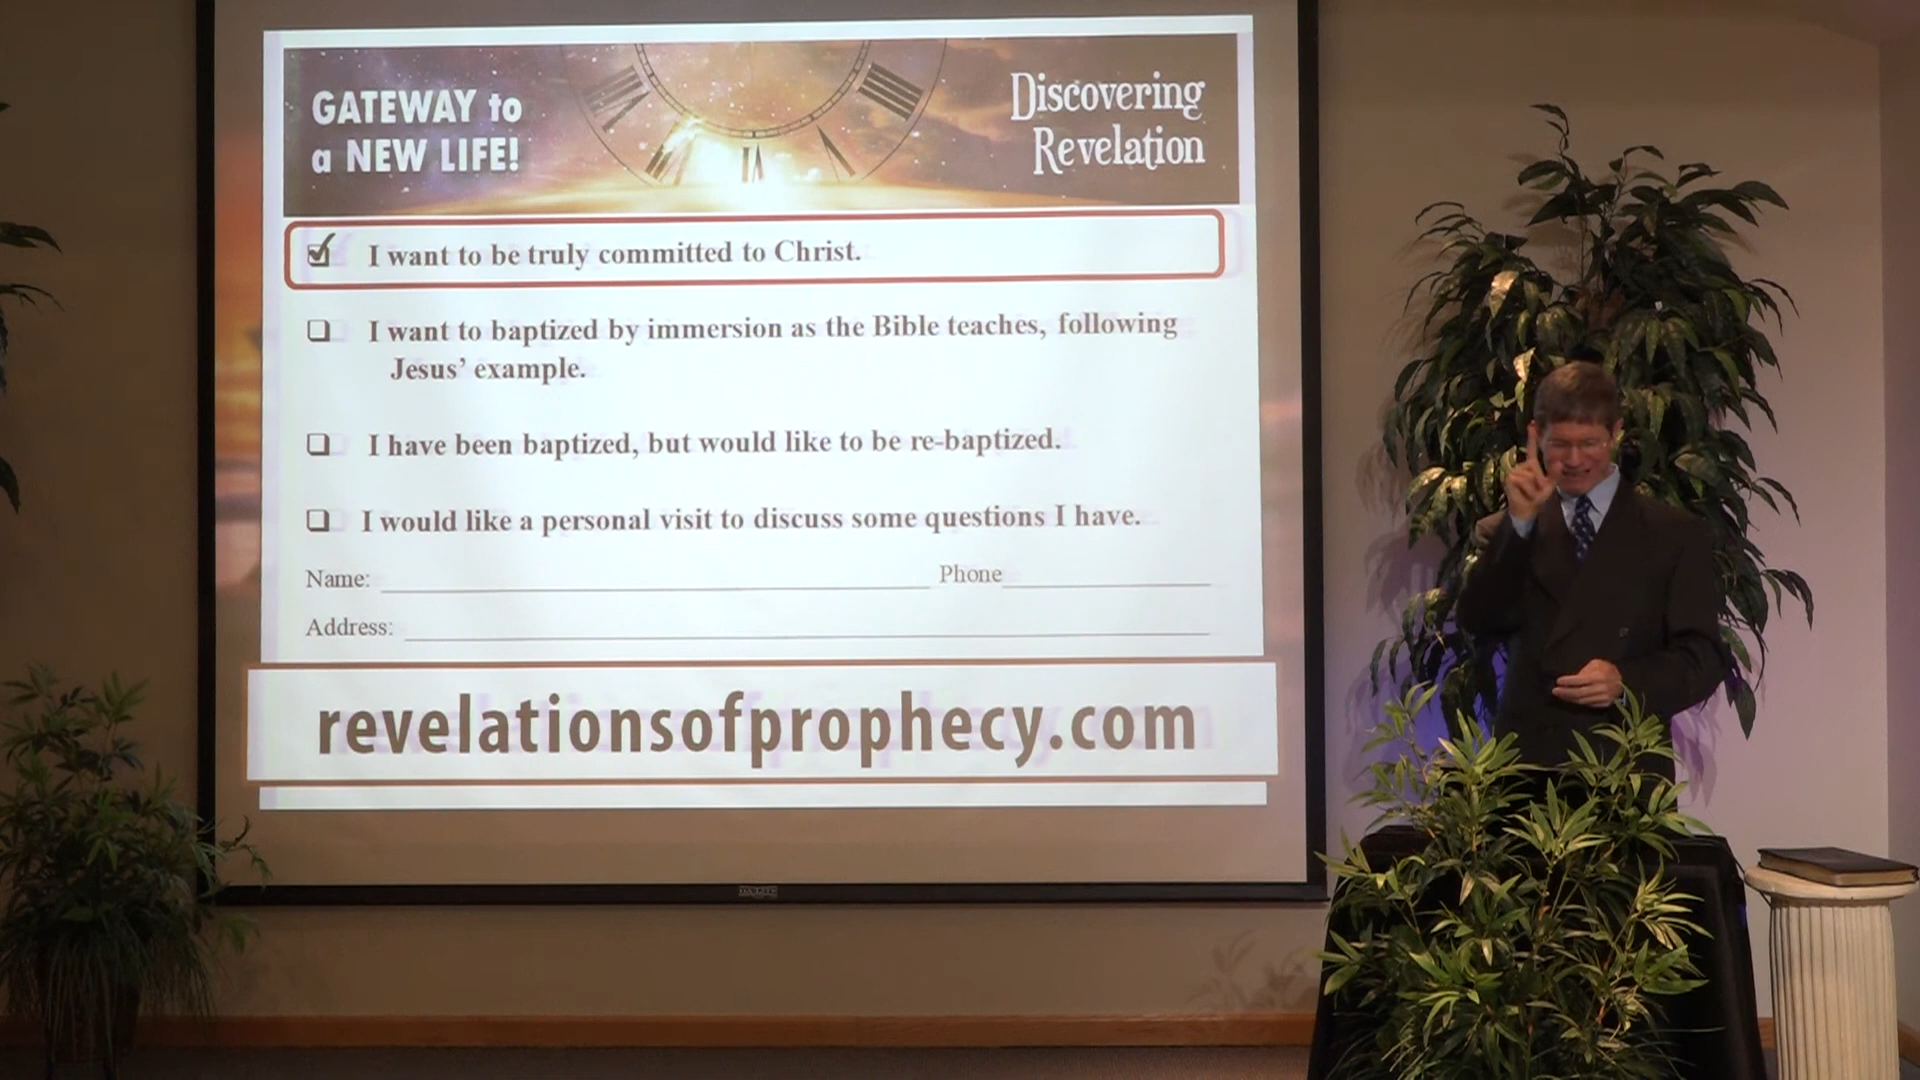 GATEWAY to
a NEW LIFE!
Discovering
Revelation
I want to be truly committed to Christ.
I want to baptized by immersion as the Bible teaches, following
Jesus' example.
I have been baptized, but would like to be re-baptized.
I would like a personal visit to discuss some questions I have.
Name: Phone
Address:
revelationsofprophecy.com